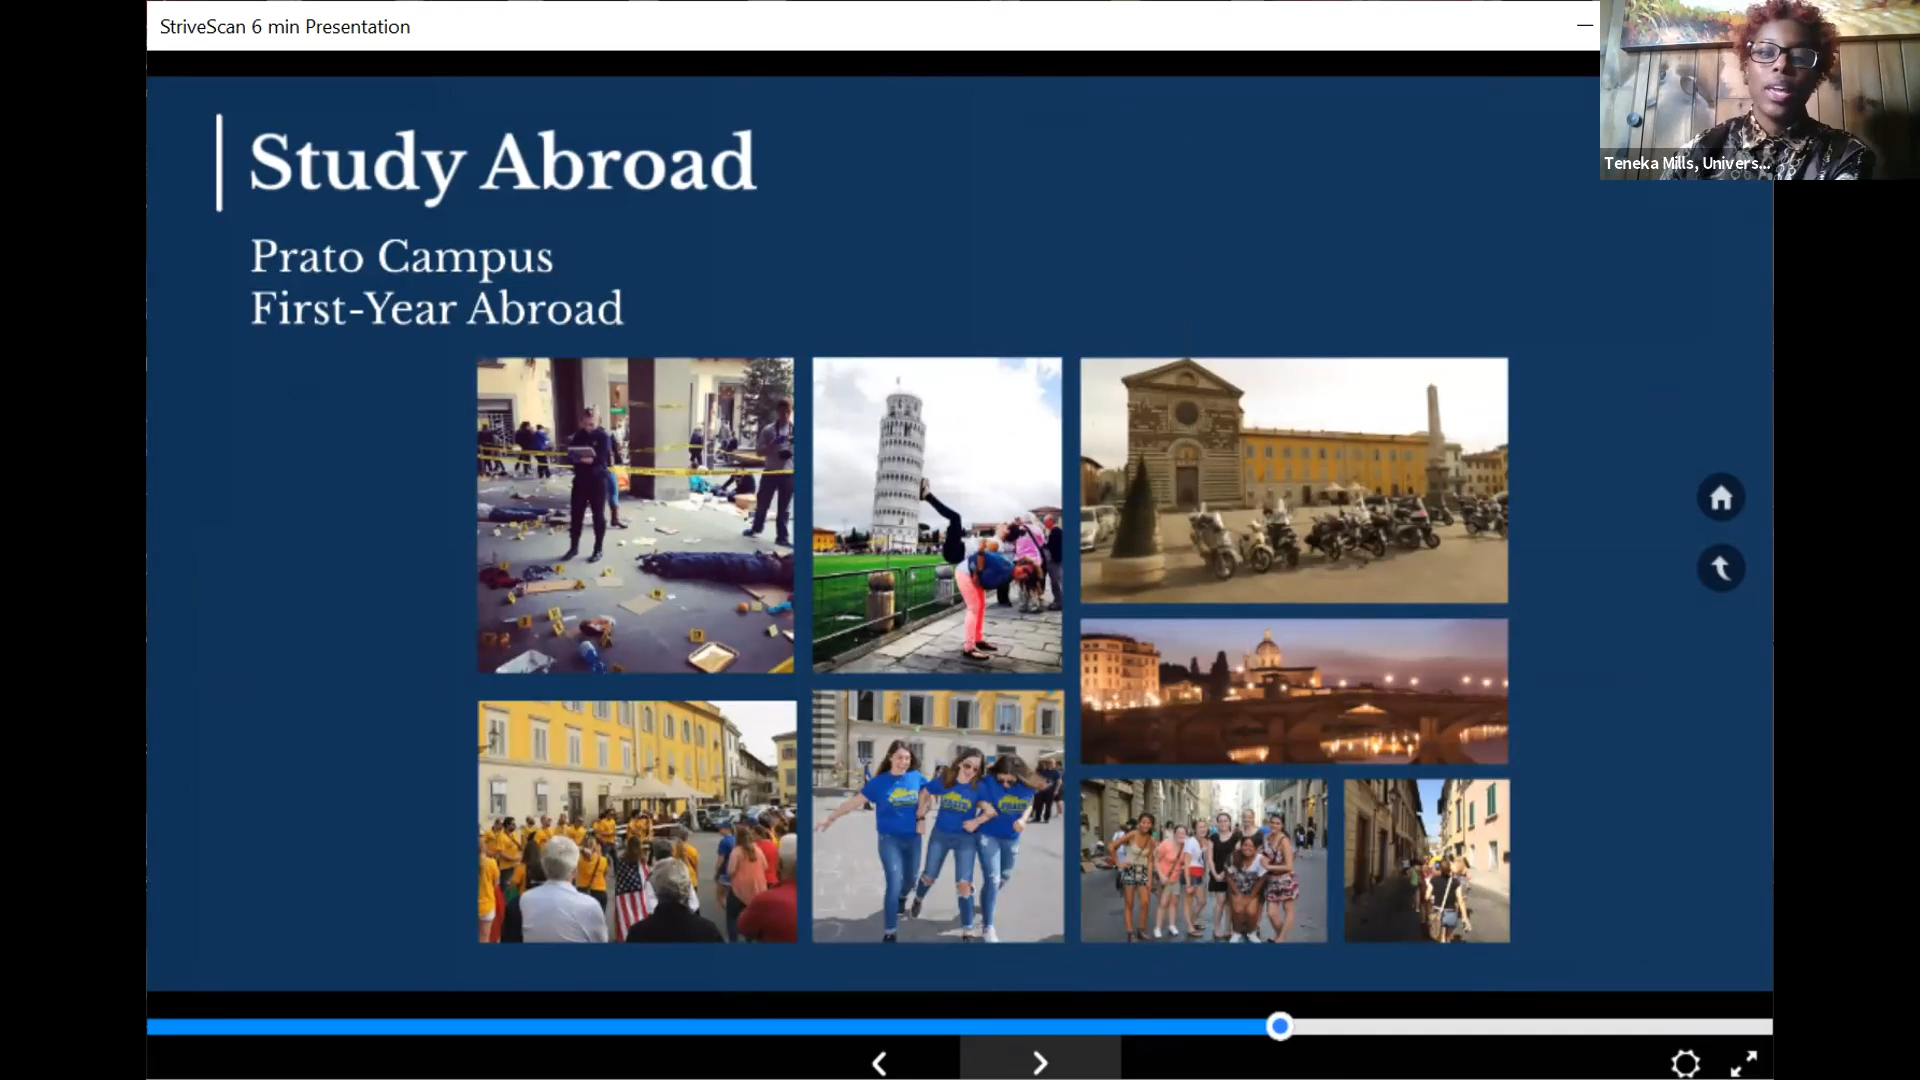 StriveScan 6 min Presentation
Teneka Mills, Univers...
Study Abroad
Prato Campus
First-Year Abroad